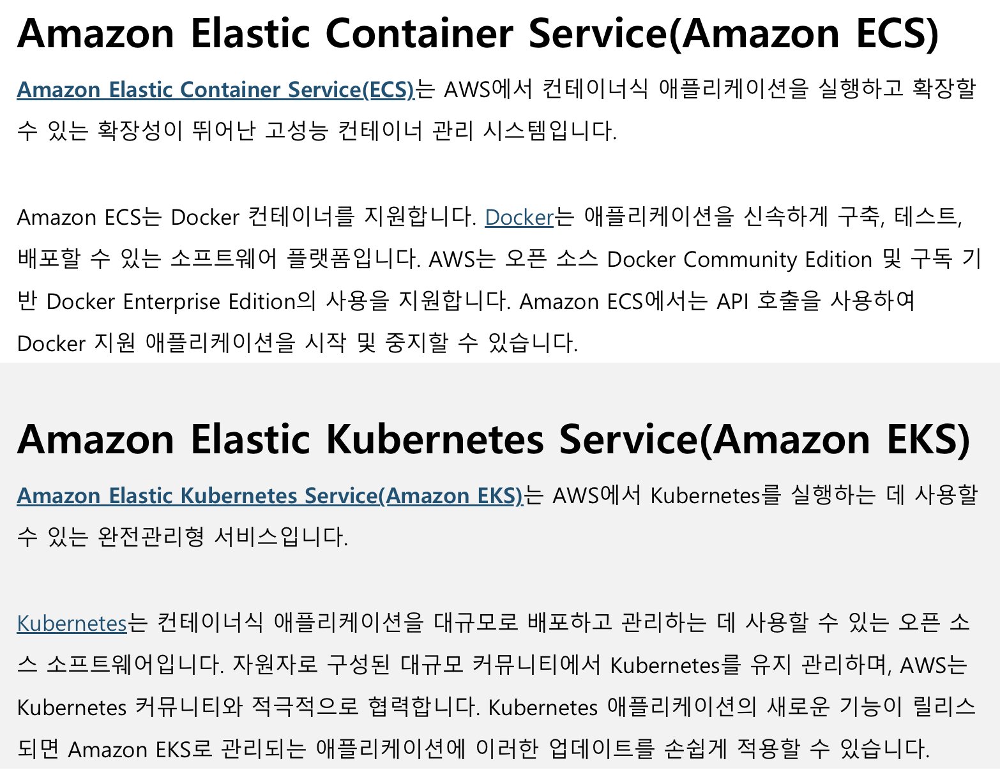 Amazon Elastic Container Service(Amazon ECS)
Amazon Elastic Container Service(ECS)는 AWS에서 컨테이너식 애플리케이션을 실행하고 확장할
수 있는 확장성이 뛰어난 고성능 컨테이너 관리 시스템입니다.
Amazon ECS는 Docker 컨테이너를 지원합니다. Docker는 애플리케이션을 신속하게 구축, 테스트,
배포할 수 있는 소프트웨어 플랫폼입니다. AWS는 오픈 소스 Docker Community Edition 및 구독 기
반 Docker Enterprise Edition의 사용을 지원합니다. Amazon ECS에서는 API 호출을 사용하여
Docker 지원 애플리케이션을 시작 및 중지할 수 있습니다.
Amazon Elastic Kubernetes Service(Amazon EKS)
Amazon Elastic Kubernetes Service(Amazon EKS)는 AWS에서 Kubernetes를 실행하는 데 사용할
수 있는 완전관리형 서비스입니다.
Kubernetes는 컨테이너식 애플리케이션을 대규모로 배포하고 관리하는 데 사용할 수 있는 오픈 소
스 소프트웨어입니다. 자원자로 구성된 대규모 커뮤니티에서 Kubernetes를 유지 관리하며, AWS는
Kubernetes 커뮤니티와 적극적으로 협력합니다. Kubernetes 애플리케이션의 새로운 기능이 릴리스
되면 Amazon EKS로 관리되는 애플리케이션에 이러한 업데이트를 손쉽게 적용할 수 있습니다.